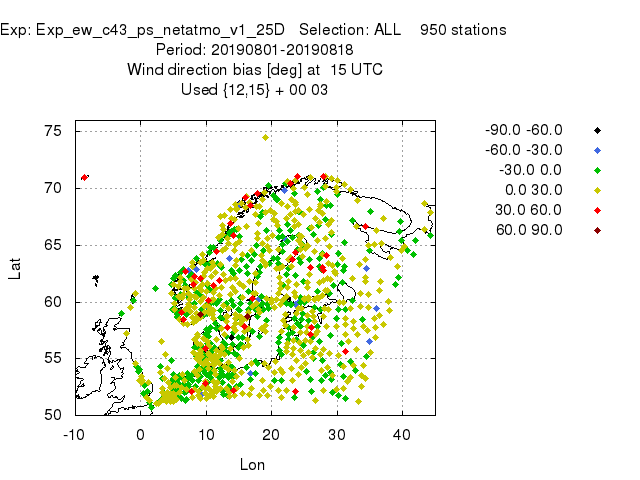 Exp: Exp_ew_c43_ps_netatmo_v1_25D   Selection: ALL    950 stations
Period: 20190801-20190818
Wind direction bias [deg] at  15 UTC
Used {12,15} + 00 03
-90.0 -60.0
-60.0 -30.0
-30.0 0.0
0.0 30.0
30.0 60.0
60.0 90.0
75
70
65
60
55
50
Lat
-10 0 10 20 30 40
Lon